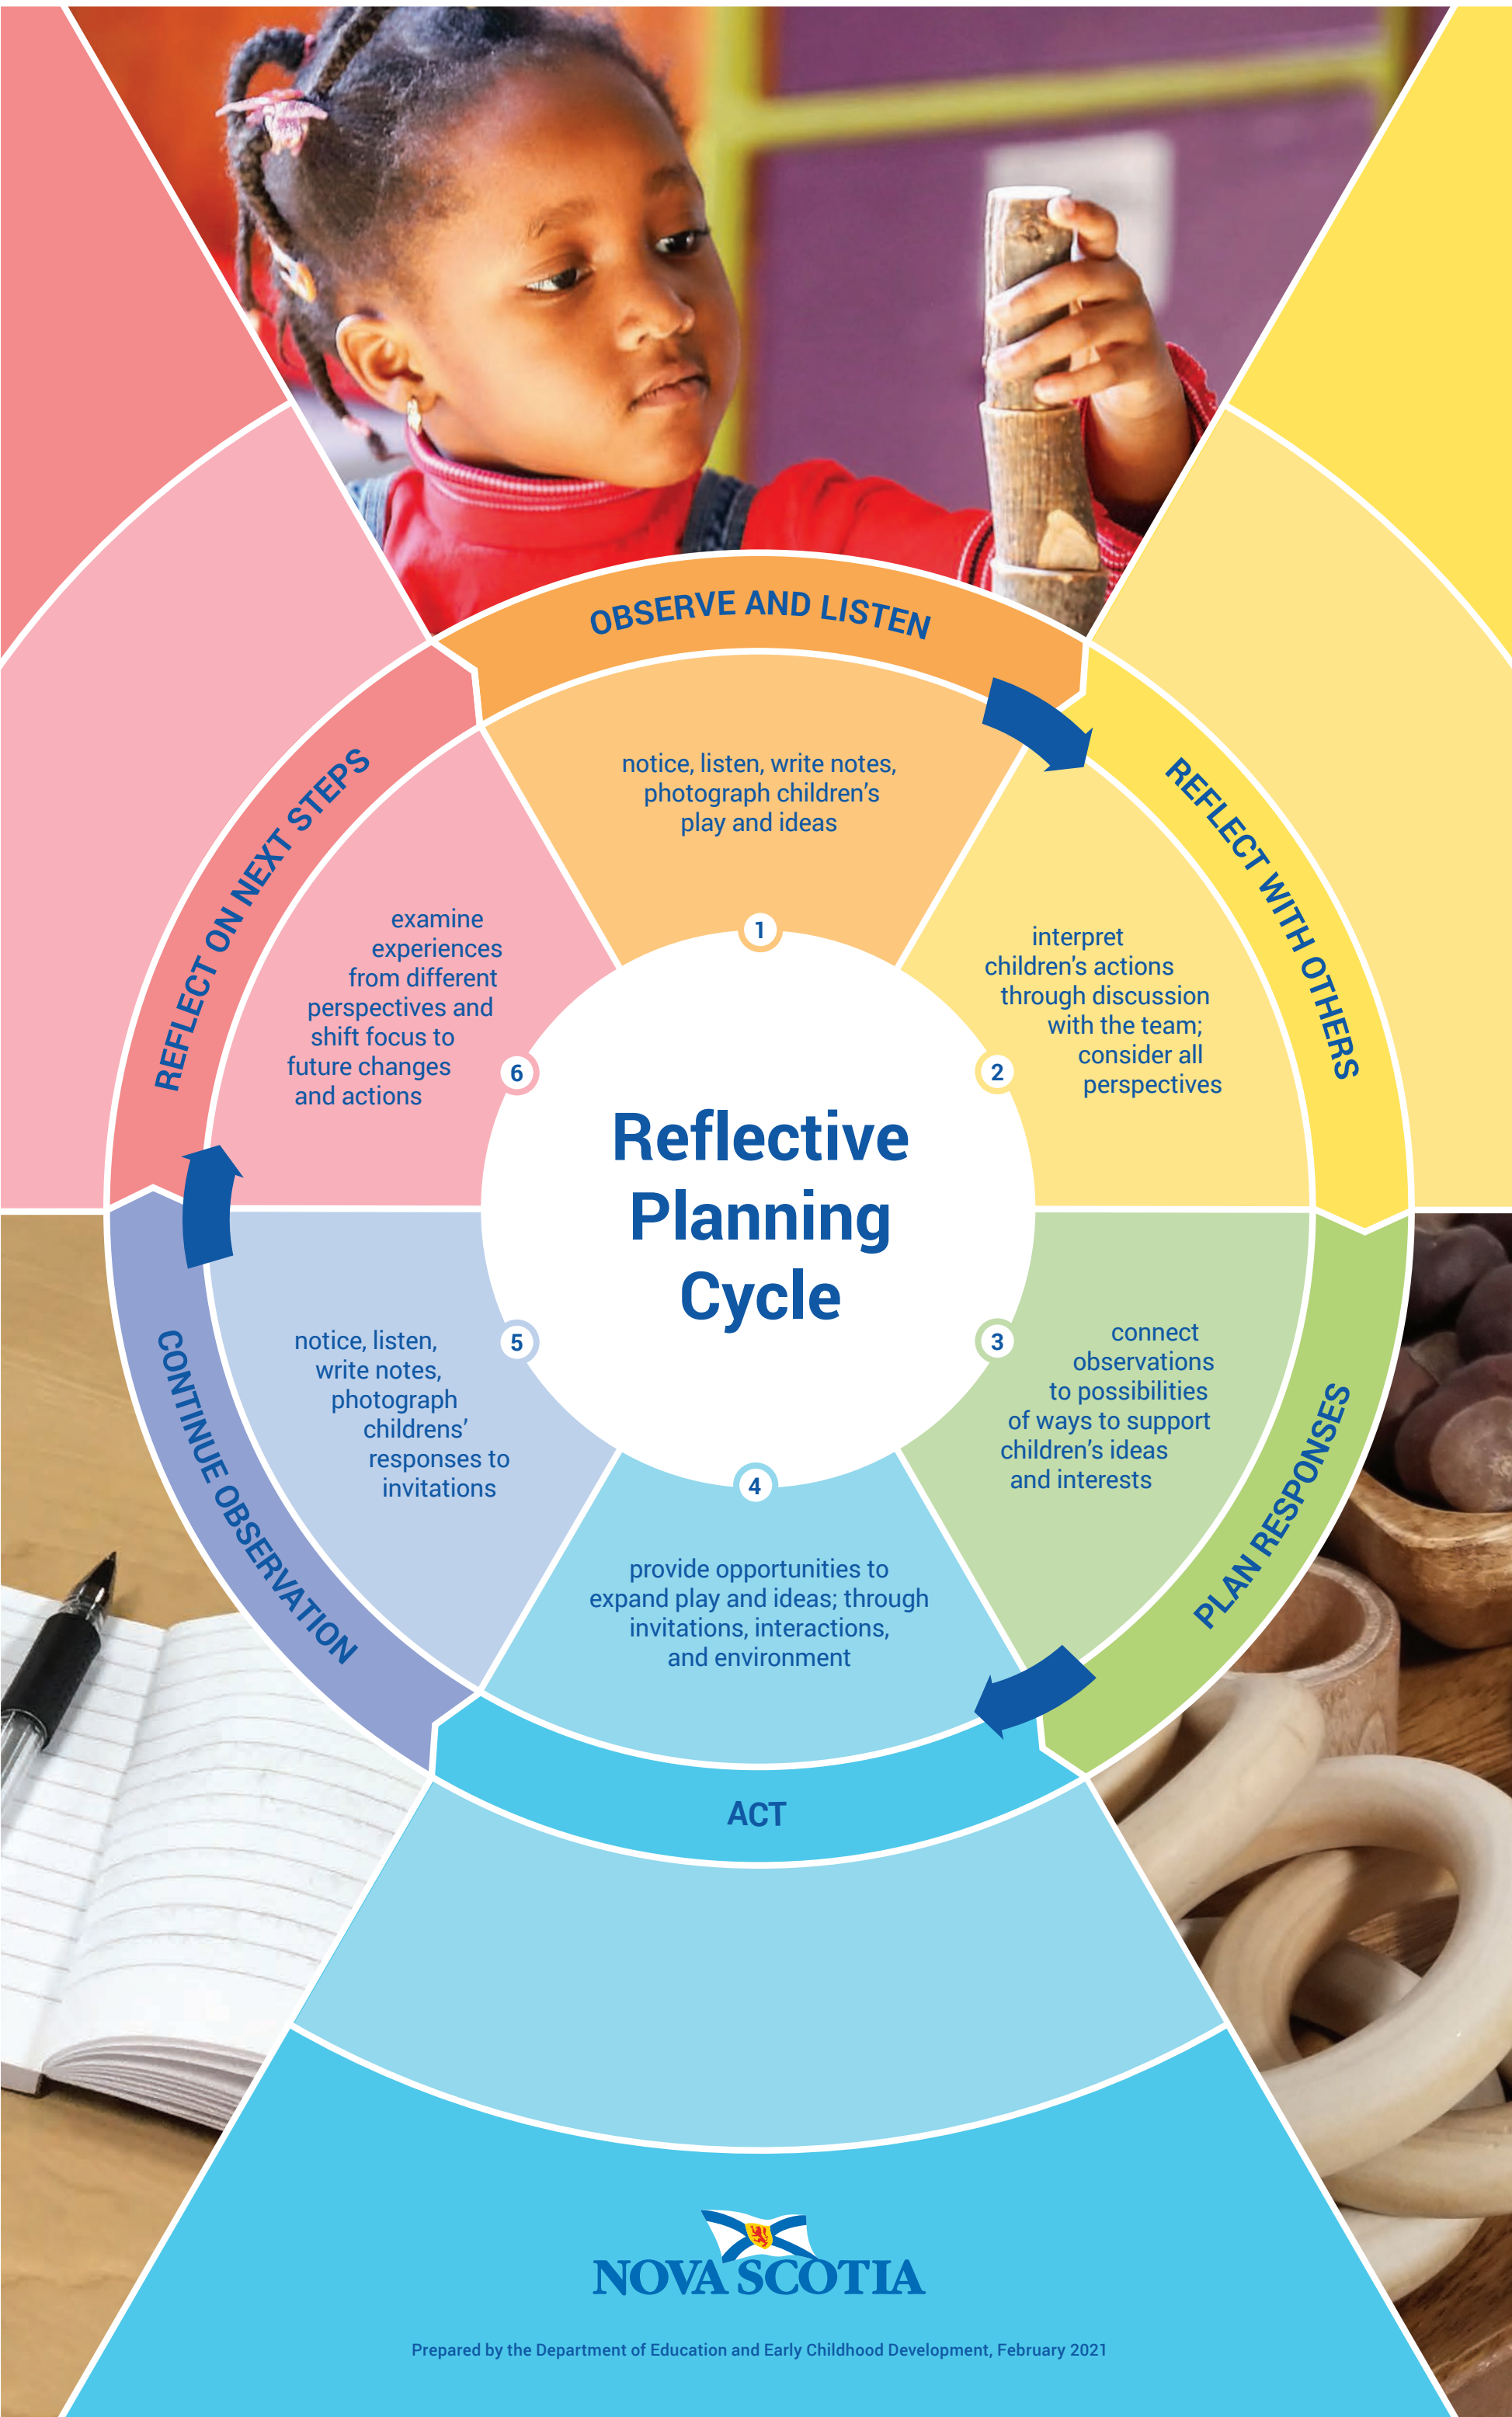 OBSERVE AND LISTEN
notice, listen, write notes,
photograph children's
play and ideas
1
REFLECT WITH OTHERS
interpret
children's actions
through discussion
with the team;
consider all
perspectives
2
PLAN RESPONSES
connect
observations
to possibilities
of ways to support
children's ideas
and interests
3
ACT
provide opportunities to
expand play and ideas; through
invitations, interactions,
and environment
4
CONTINUE OBSERVATION
notice, listen,
write notes,
photograph
childrens'
responses to
invitations
5
REFLECT ON NEXT STEPS
examine
experiences
from different
perspectives and
shift focus to
future changes
and actions
6
Reflective
Planning
Cycle
NOVA SCOTIA
Prepared by the Department of Education and Early Childhood Development, February 2021